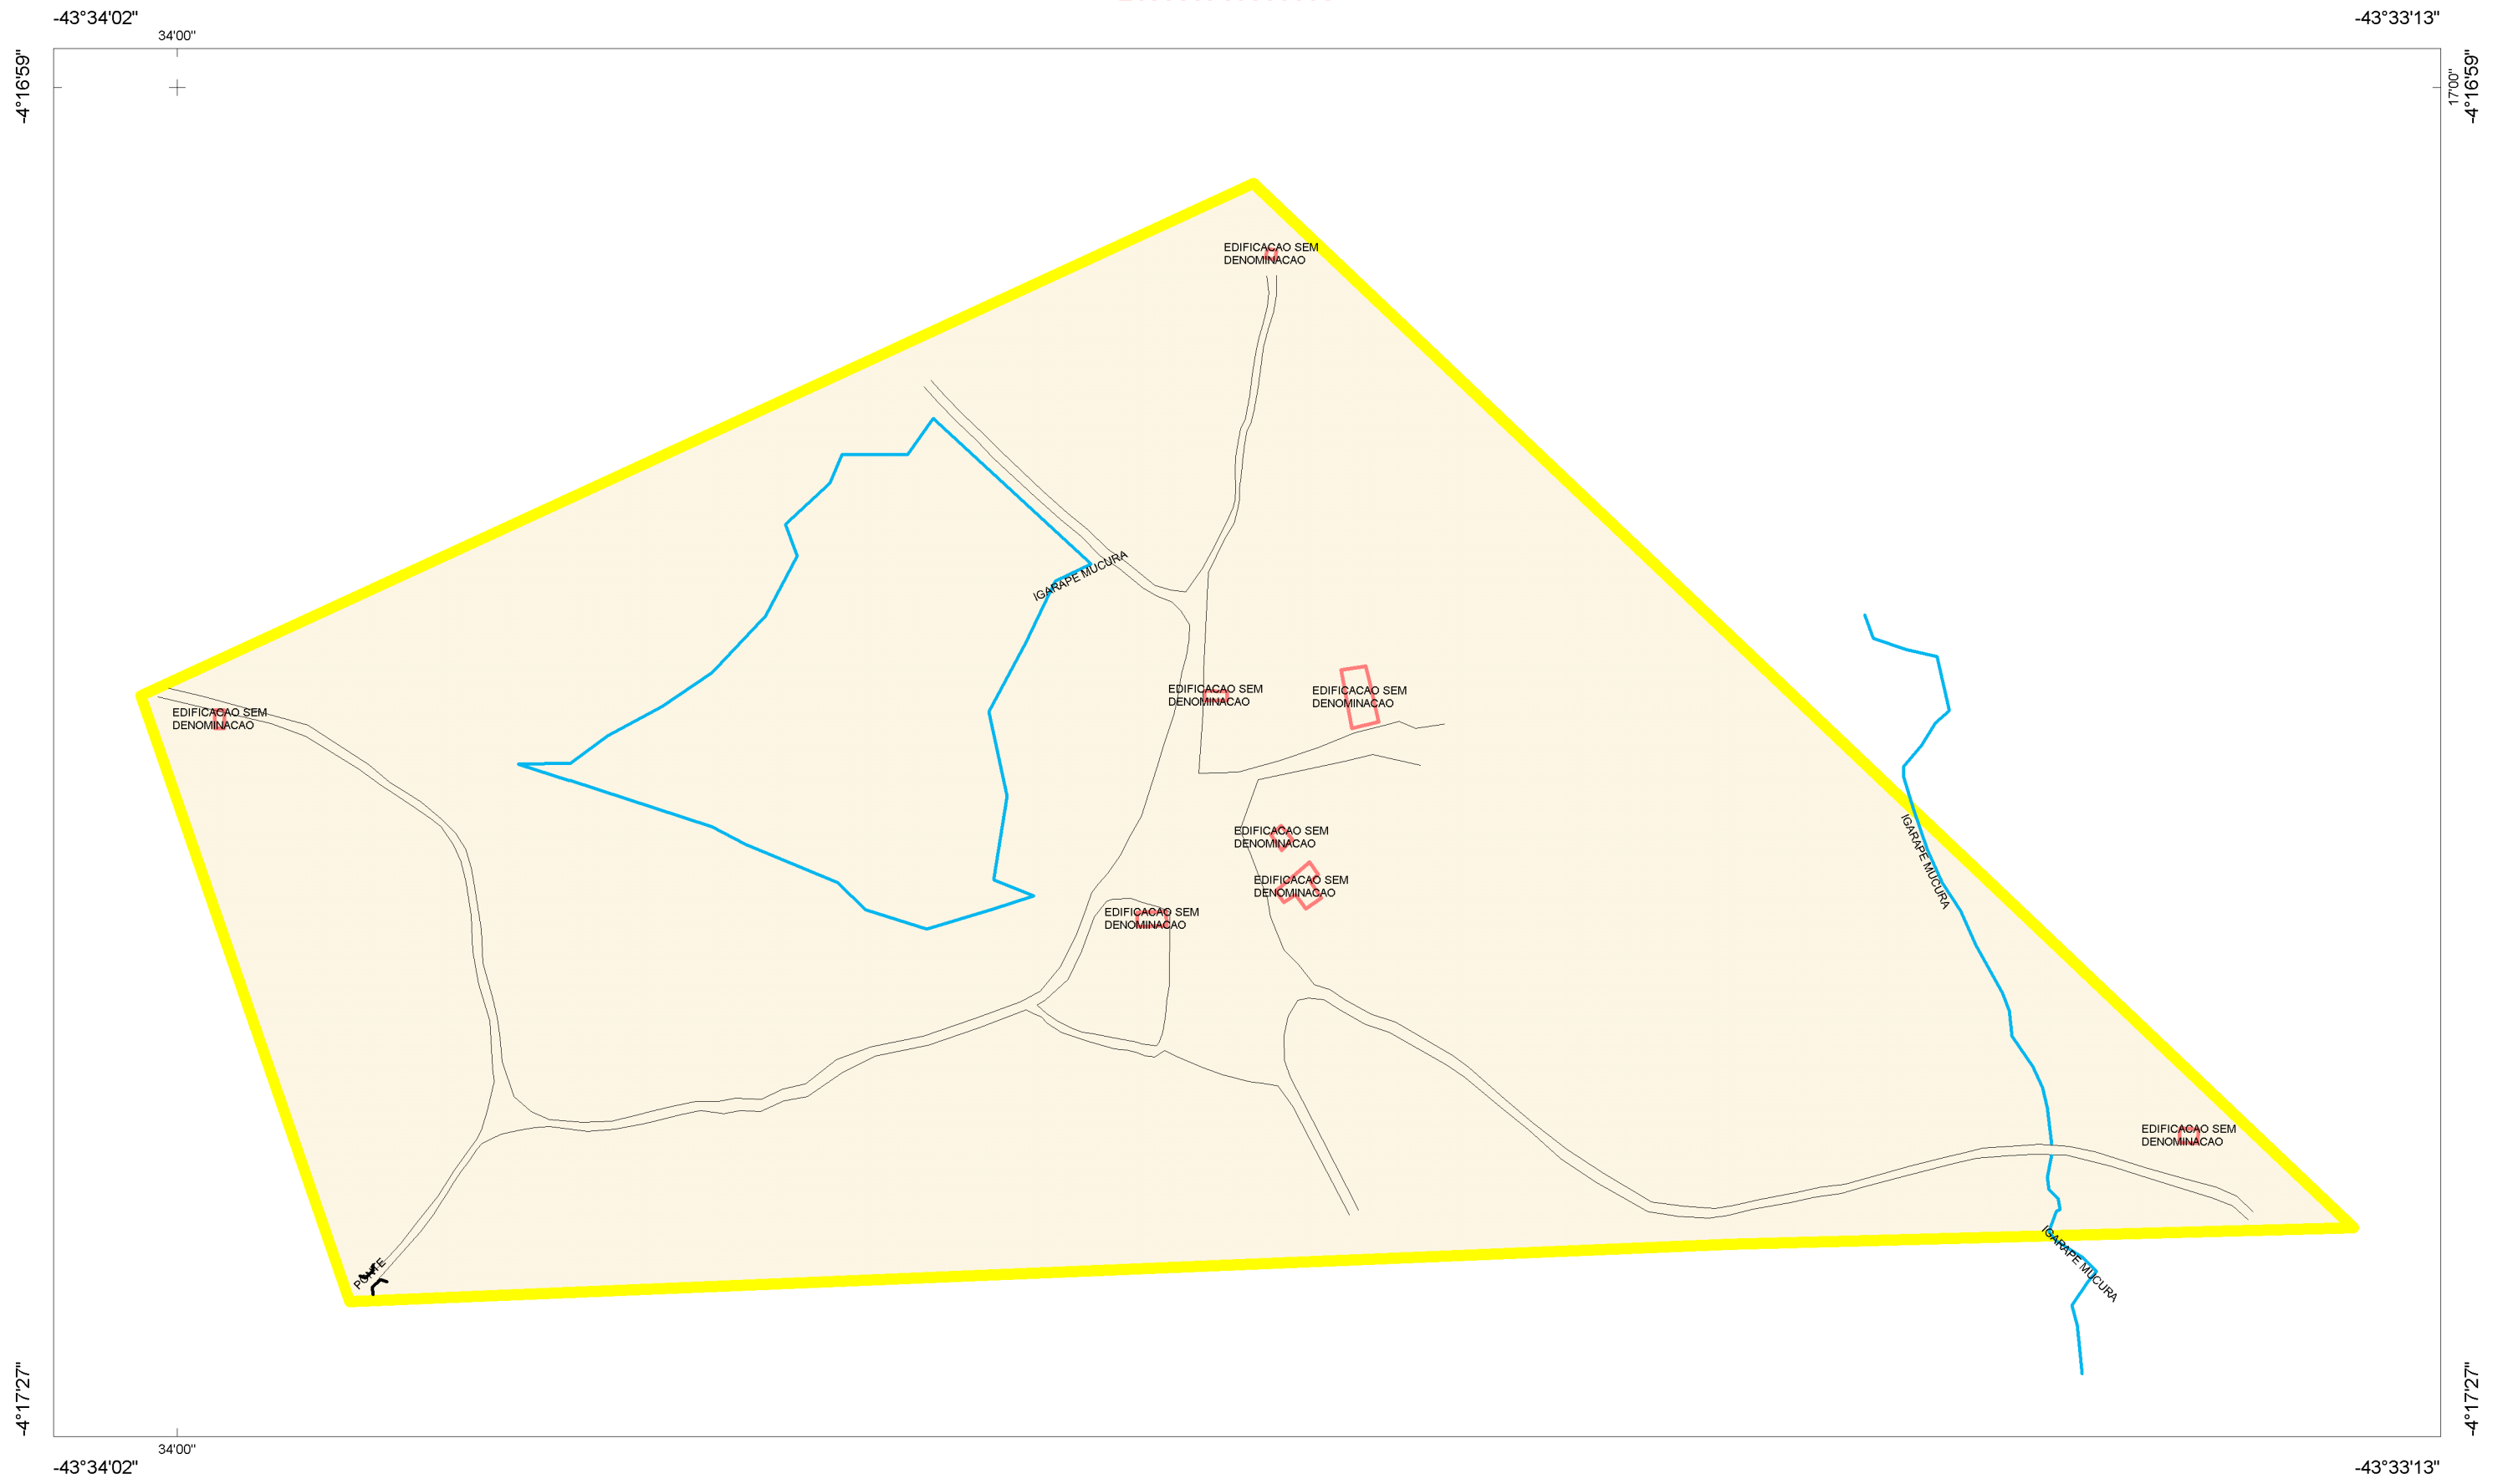 -43°34'02"
-43°33'13"
34'00"
-4°16'59"
17'00"
-4°16'59"
EDIFICACAO SEM
DENOMINACAO
IGARAPE MUCURA
EDIFICACAO SEM
DENOMINACAO
EDIFICACAO SEM
DENOMINACAO
EDIFICACAO SEM
DENOMINACAO
EDIFICACAO SEM
DENOMINACAO
IGARAPE MUCURA
EDIFICACAO SEM
DENOMINACAO
EDIFICACAO SEM
DENOMINACAO
EDIFICACAO SEM
DENOMINACAO
IGARAPE MUCURA
PONTE
-4°17'27"
-4°17'27"
34'00"
-43°34'02"
-43°33'13"